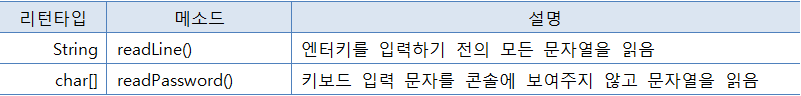 리턴타입 메소드 설명
String readLine() 엔터키를 입력하기 전의 모든 문자열을 읽음
char[] readPassword() 키보드 입력 문자를 콘솔에 보여주지 않고 문자열을 읽음